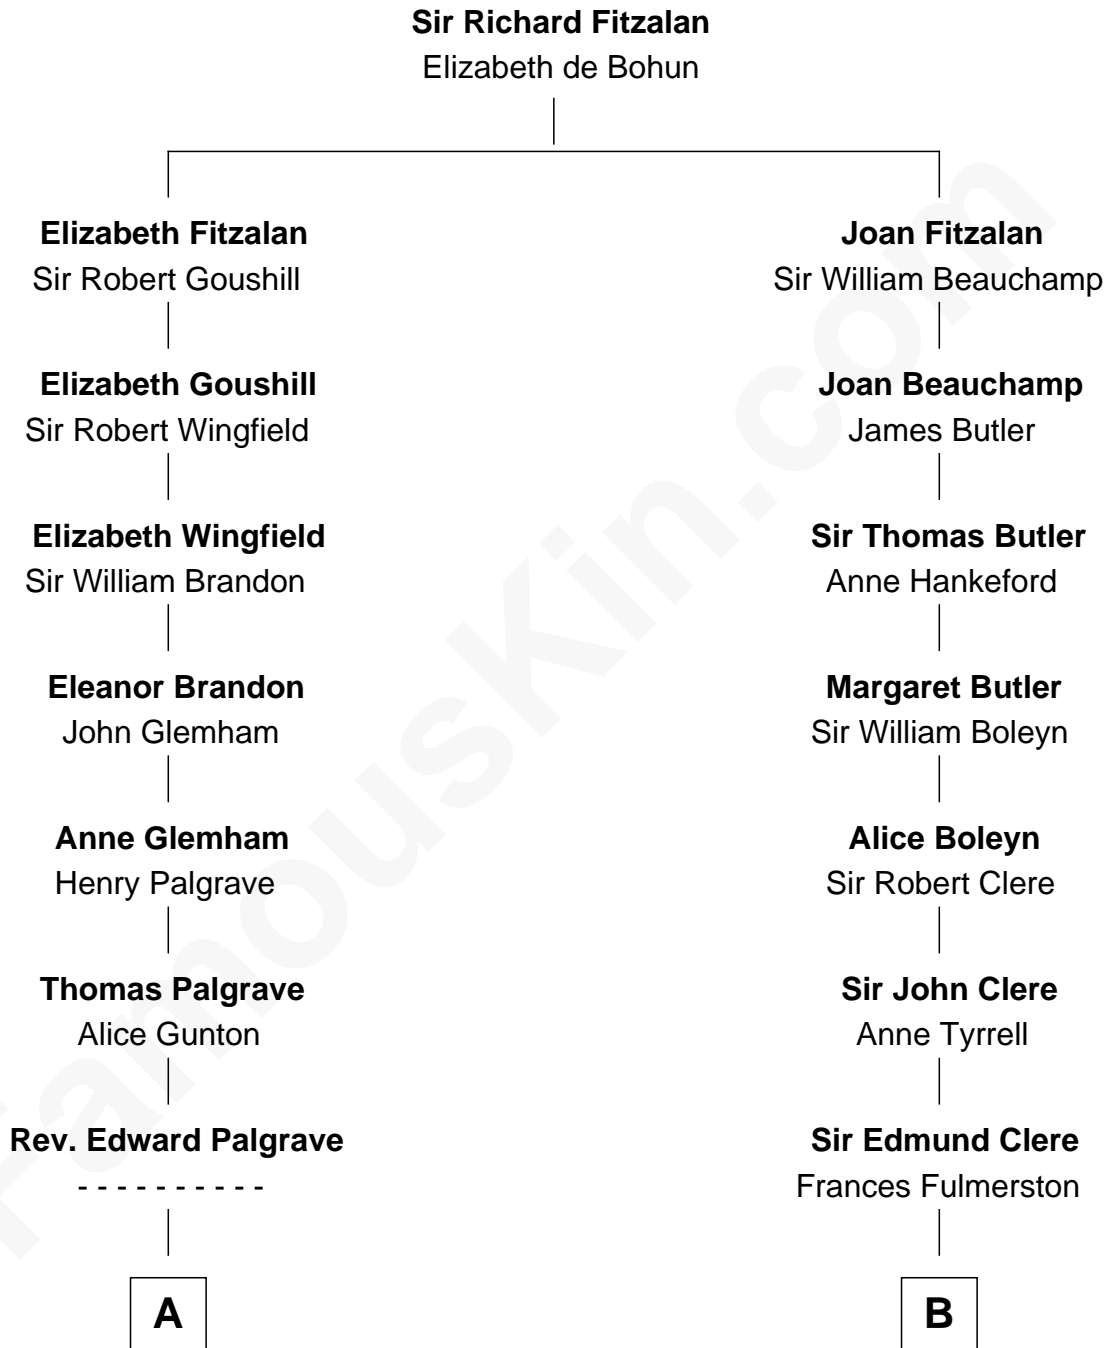 Sir Richard Fitzalan
Elizabeth de Bohun
Elizabeth Fitzalan
Sir Robert Goushill
Joan Fitzalan
Sir William Beauchamp
Elizabeth Goushill
Sir Robert Wingfield
Joan Beauchamp
James Butler
Elizabeth Wingfield
Sir William Brandon
Sir Thomas Butler
Anne Hankeford
Eleanor Brandon
John Glemham
Margaret Butler
Sir William Boleyn
Anne Glemham
Henry Palgrave
Alice Boleyn
Sir Robert Clere
Thomas Palgrave
Alice Gunton
Sir John Clere
Anne Tyrrell
Rev. Edward Palgrave
- - - - - - - - - -
Sir Edmund Clere
Frances Fulmerston
A
B
FamousKin.com